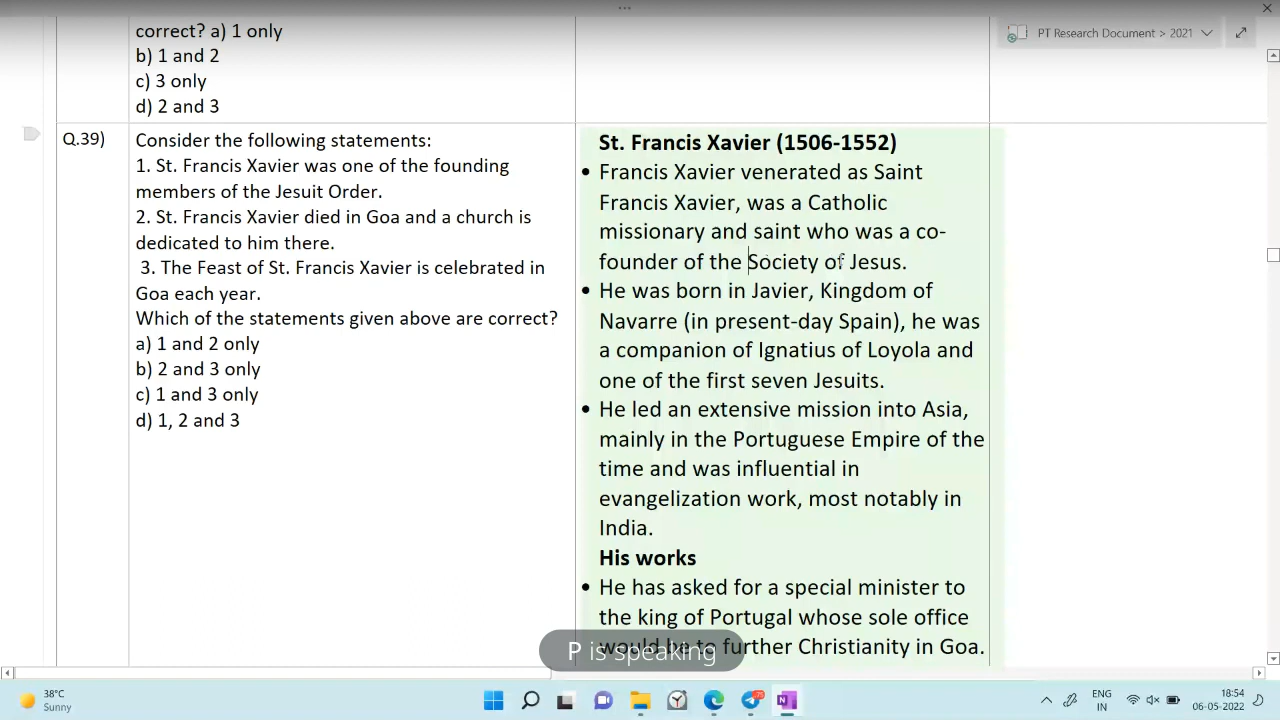 PT Research Document > 2021
correct? a) 1 only
b) 1 and 2
c) 3 only
d) 2 and 3
Q.39)
Consider the following statements:
1. St. Francis Xavier was one of the founding
members of the Jesuit Order.
2. St. Francis Xavier died in Goa and a church is
dedicated to him there.
3. The Feast of St. Francis Xavier is celebrated in
Goa each year.
Which of the statements given above are correct?
a) 1 and 2 only
b) 2 and 3 only
c) 1 and 3 only
d) 1, 2 and 3
St. Francis Xavier (1506-1552)
• Francis Xavier venerated as Saint
Francis Xavier, was a Catholic
missionary and saint who was a co-
founder of the Society of Jesus.
• He was born in Javier, Kingdom of
Navarre (in present-day Spain), he was
a companion of Ignatius of Loyola and
one of the first seven Jesuits.
• He led an extensive mission into Asia,
mainly in the Portuguese Empire of the
time and was influential in
evangelization work, most notably in
India.
His works
• He has asked for a special minister to
the king of Portugal whose sole office
would be to further Christianity in Goa.
P is speaking
38°C
Sunny
75
ENG
IN
18:54
06-05-2022